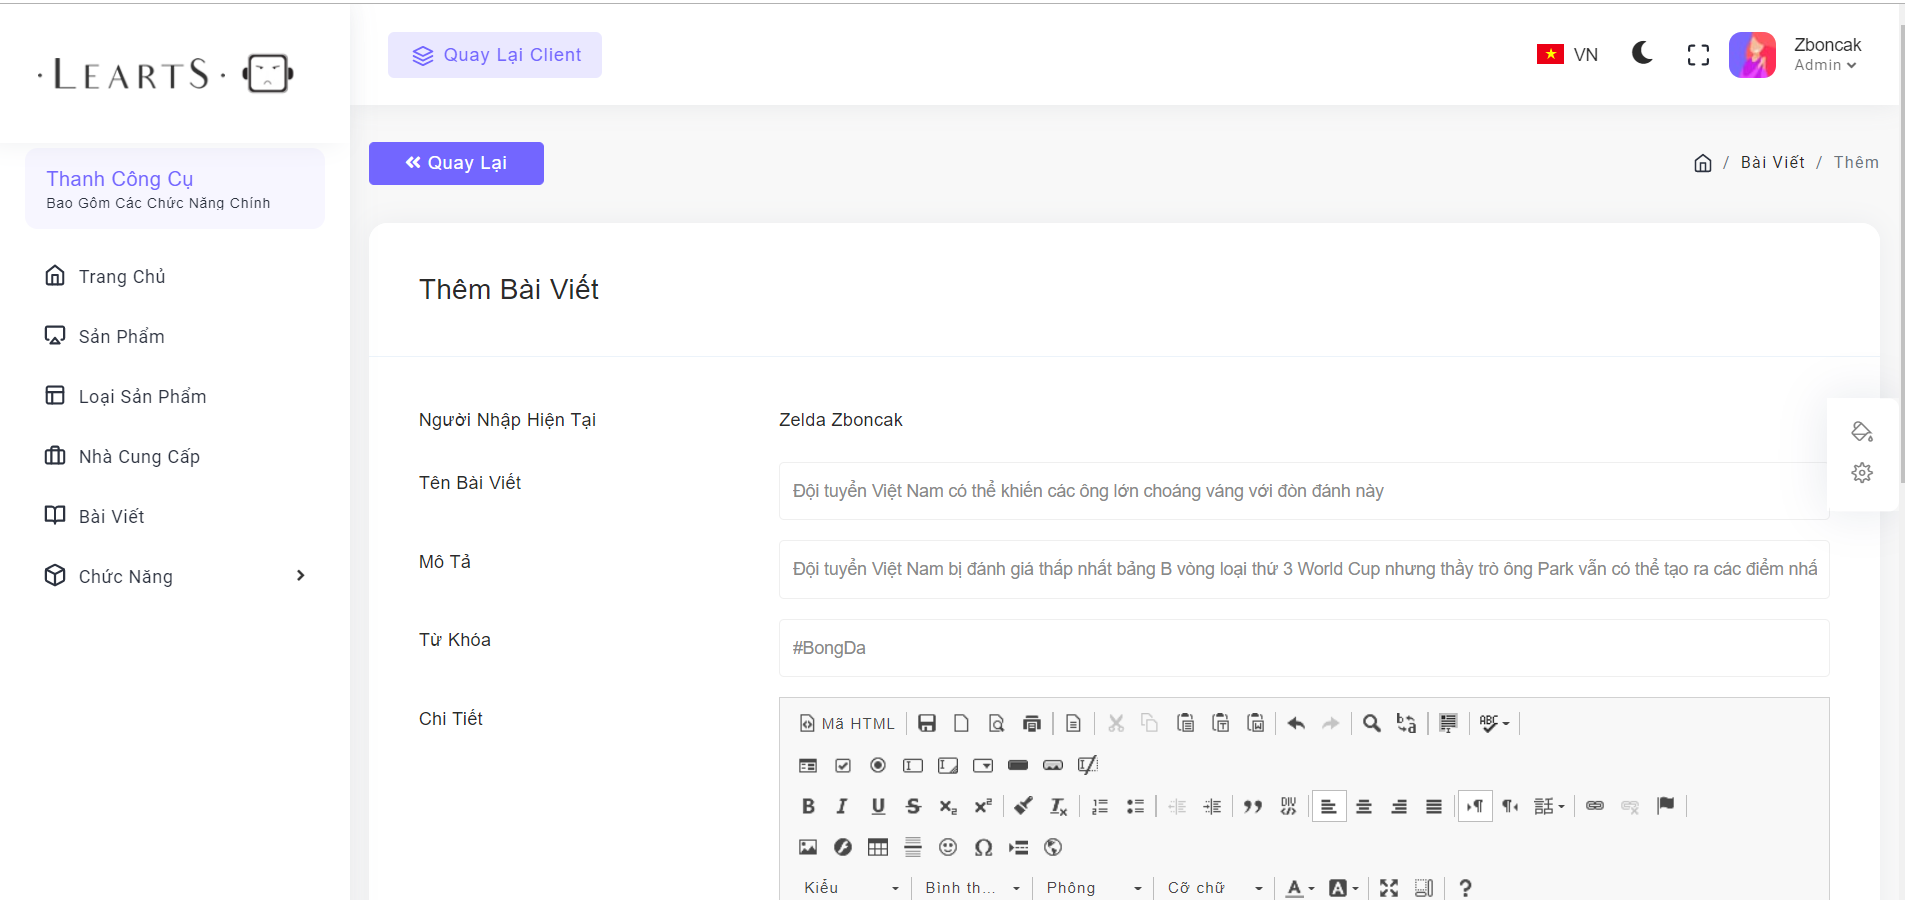 · LEARTS ·
Quay Lại Client
VN
Zboncak
Admin
Thanh Công Cụ
Bao Gôm Các Chức Năng Chính
Trang Chủ
Sản Phẩm
Loại Sản Phẩm
Nhà Cung Cấp
Bài Viết
Chức Năng
Quay Lại
/ Bài Viết / Thêm
Thêm Bài Viết
Người Nhập Hiện Tại
Zelda Zboncak
Tên Bài Viết
Đội tuyển Việt Nam có thể khiến các ông lớn choáng váng với đòn đánh này
Mô Tả
Đội tuyển Việt Nam bị đánh giá thấp nhất bảng B vòng loại thứ 3 World Cup nhưng thầy trò ông Park vẫn có thể tạo ra các điểm nhấ
Từ Khóa
#BongDa
Chi Tiết
Mã HTML
Kiểu
Bình th...
Phông
Cỡ chữ